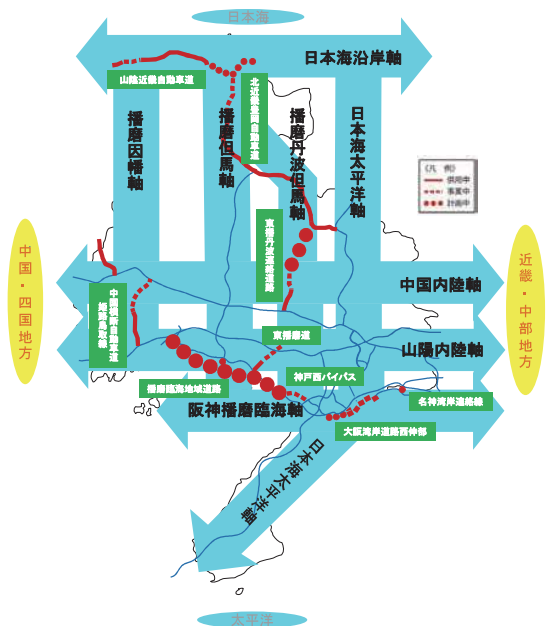 日本海
日本海沿岸軸
山陰近畿自動車道
北近畿豊岡自動車道
播磨因幡軸
播磨但馬軸
播磨丹波但馬軸
日本海太平洋軸
〈凡 例〉
供用中
事業中
計画中
東播丹波連絡道路
中国・四国地方
近畿・中部地方
中国横断自動車道
姫路鳥取線
中国内陸軸
東播磨道
山陽内陸軸
神戸西バイパス
播磨臨海地域道路
名神湾岸連絡線
阪神播磨臨海軸
大阪湾岸道路西伸部
日本海太平洋軸
太平洋